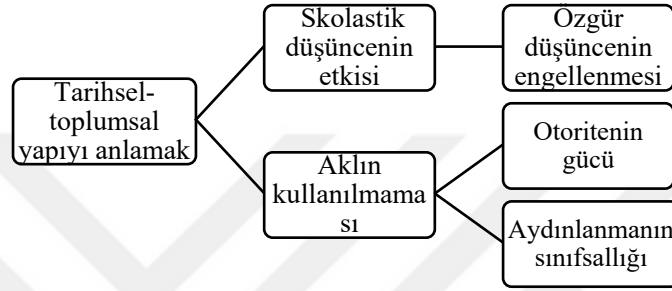 Tarihsel-
toplumsal
yapıyı anlamak
Skolastik
düşüncenin
etkisi
Özgür
düşüncenin
engellenmesi
Aklın
kullanılmama
sı
Otoritenin
gücü
Aydınlanmanın
sınıfsallığı